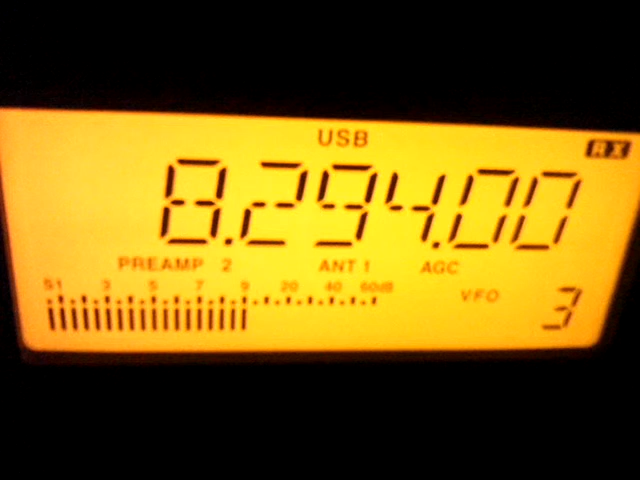 USB RX
8.294.00
PREAMP 2 ANT 1 AGC
S1 3 5 7 9 20 40 60dB
VFO 3